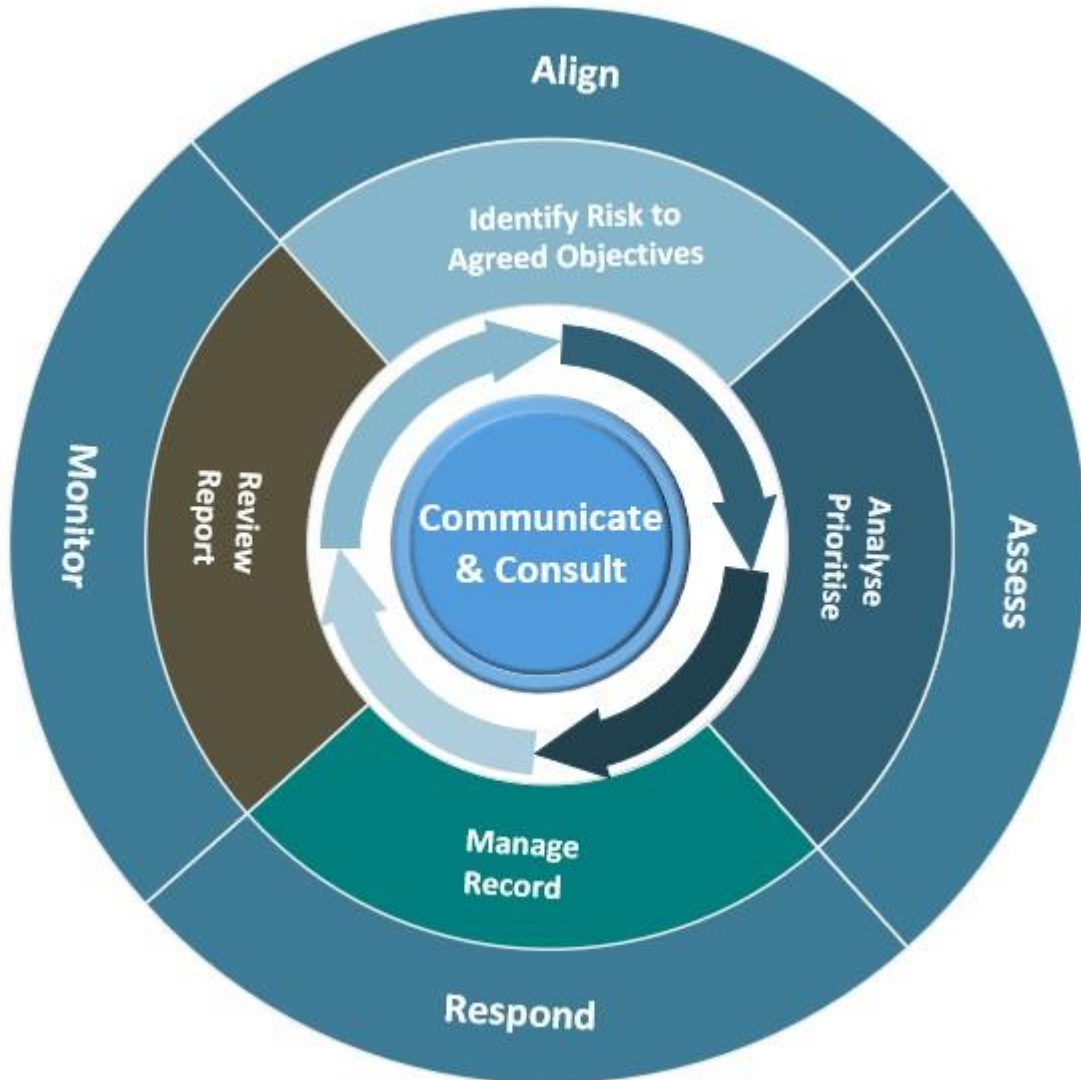 Align
Identify Risk to
Agreed Objectives
Assess
Analyse
Prioritise
Respond
Manage
Record
Monitor
Review
Report
Communicate
& Consult